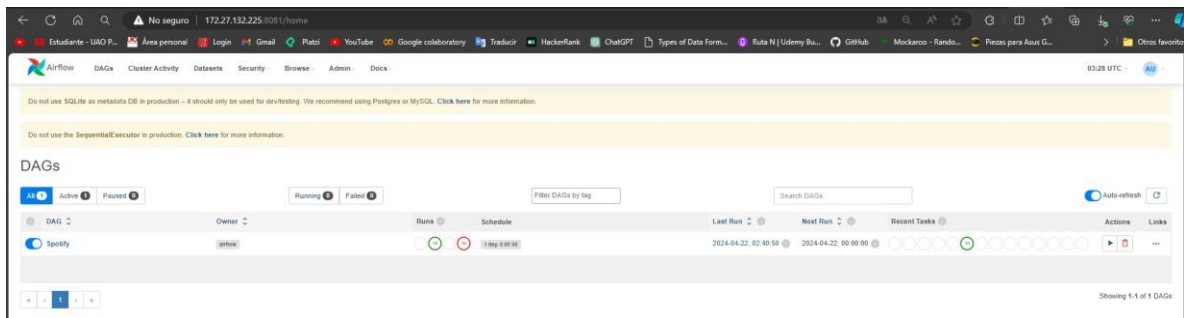 No seguro | 172.27.132.225:8081/home
Estudiante - UAO P... Área personal Login Gmail Platzi YouTube Google colaboratory Traducir HackerRank ChatGPT Types of Data Form... Ruta N | Udemy Bu... GitHub Mockaroo - Rando... Piezas para Asus G... Otros favorito
Airflow DAGs Cluster Activity Datasets Security Browse Admin Docs 03:28 UTC AU
Do not use SQLite as metadata DB in production – it should only be used for dev/testing. We recommend using Postgres or MySQL. Click here for more information.
Do not use the SequentialExecutor in production. Click here for more information.
DAGs
All 1 Active 1 Paused 0 Running 0 Failed 0 Filter DAGs by tag Search DAGs Auto-refresh
DAG Owner Runs Schedule Last Run Next Run Recent Tasks Actions Links
Spotify airflow 1 day, 0:00:00 2024-04-22, 02:40:50 2024-04-22, 00:00:00
« ‹ 1 › » Showing 1-1 of 1 DAGs